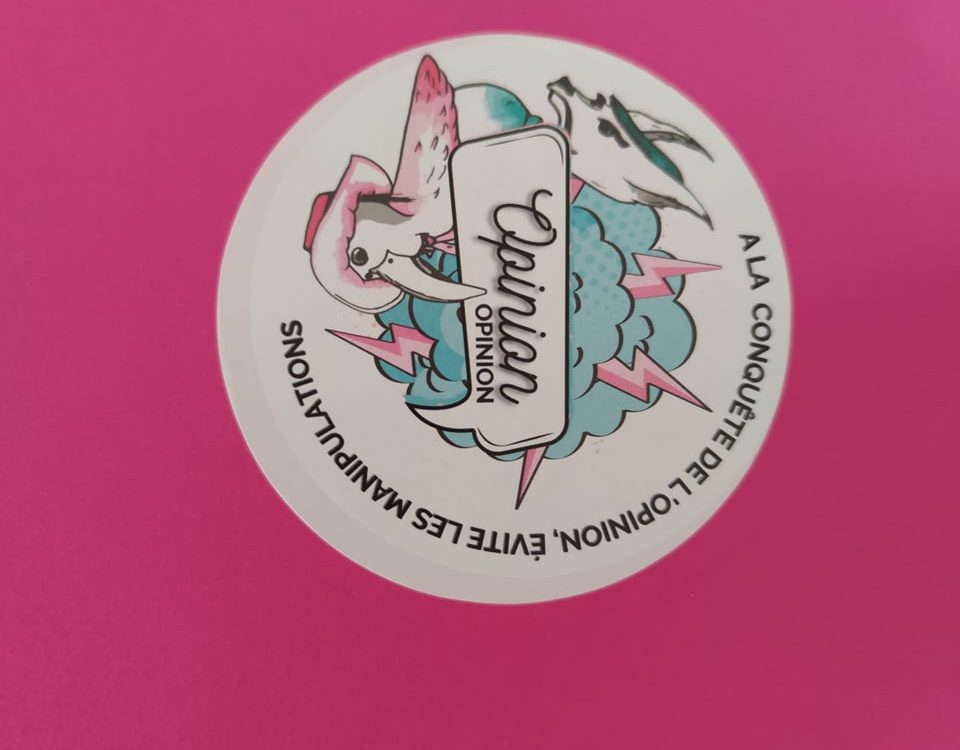 Opinion
OPINION
A LA CONQUÊTE DE L'OPINION, ÉVITE LES MANIPULATIONS